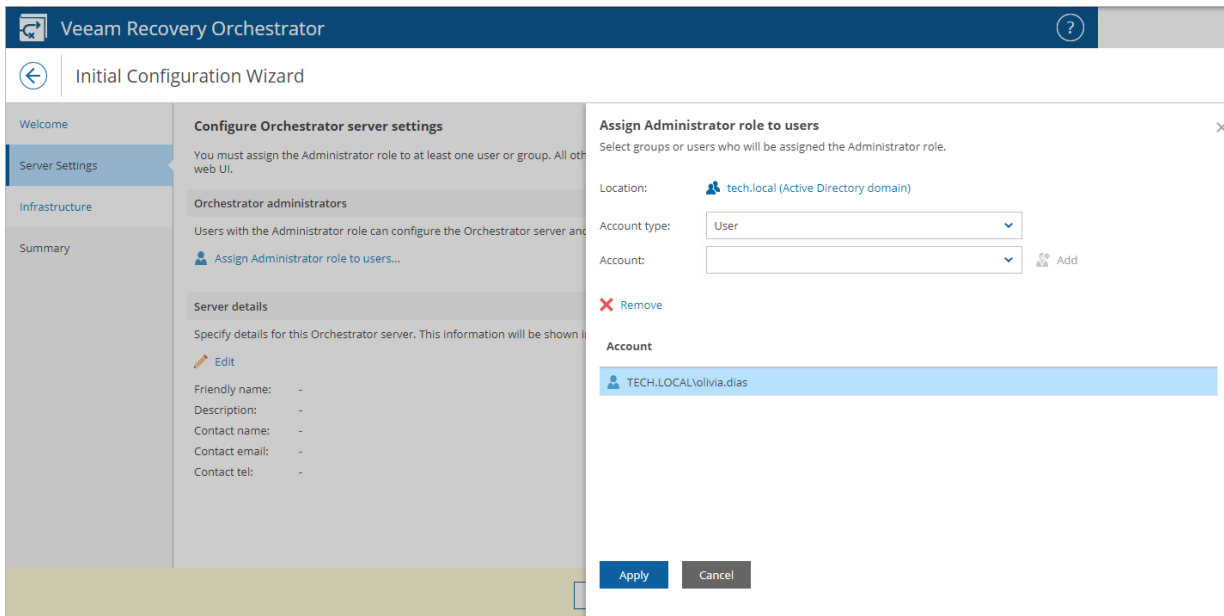 Veeam Recovery Orchestrator
?
Initial Configuration Wizard
Welcome
Server Settings
Infrastructure
Summary
Configure Orchestrator server settings
You must assign the Administrator role to at least one user or group. All
web UI.
Orchestrator administrators
Users with the Administrator role can configure the Orchestrator server and
Assign Administrator role to users...
Server details
Specify details for this Orchestrator server. This information will be shown
Edit
Friendly name: -
Description: -
Contact name: -
Contact email: -
Contact tel: -
Assign Administrator role to users
Select groups or users who will be assigned the Administrator role.
Location: tech.local (Active Directory domain)
Account type: User
Account: Add
Remove
Account
TECH.LOCAL\olivia.dias
Apply Cancel